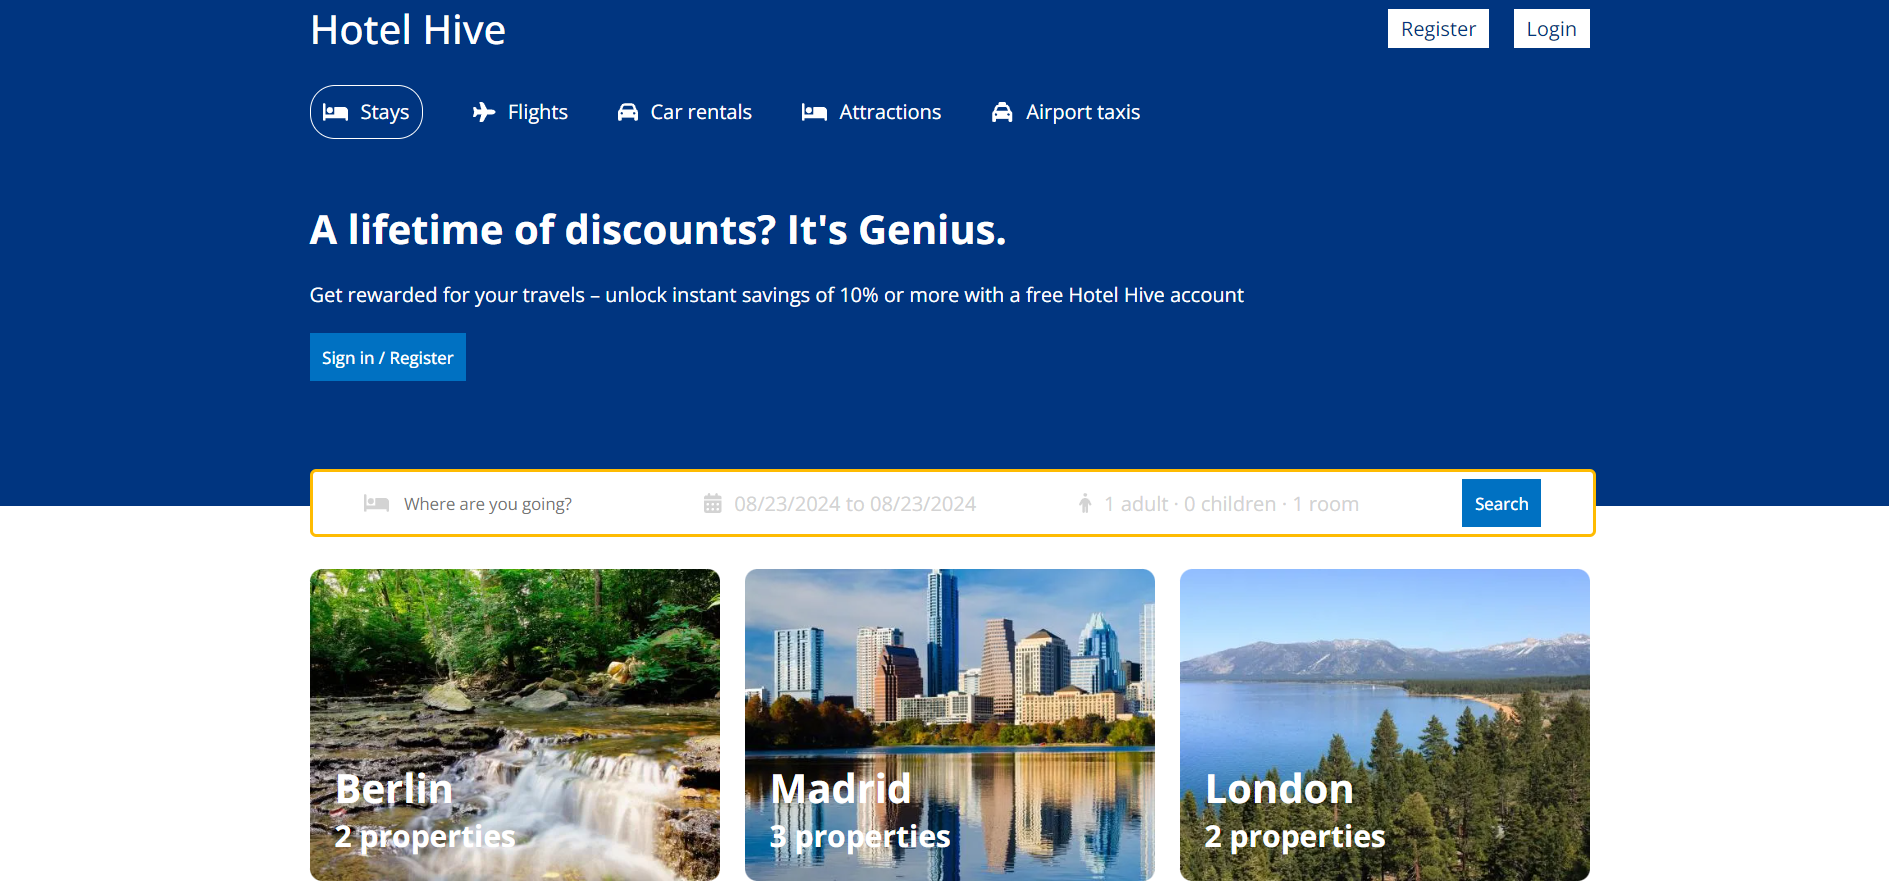 Hotel Hive
Register Login
Stays Flights Car rentals Attractions Airport taxis
A lifetime of discounts? It's Genius.
Get rewarded for your travels – unlock instant savings of 10% or more with a free Hotel Hive account
Sign in / Register
Where are you going? 08/23/2024 to 08/23/2024 1 adult · 0 children · 1 room Search
Berlin
2 properties
Madrid
3 properties
London
2 properties